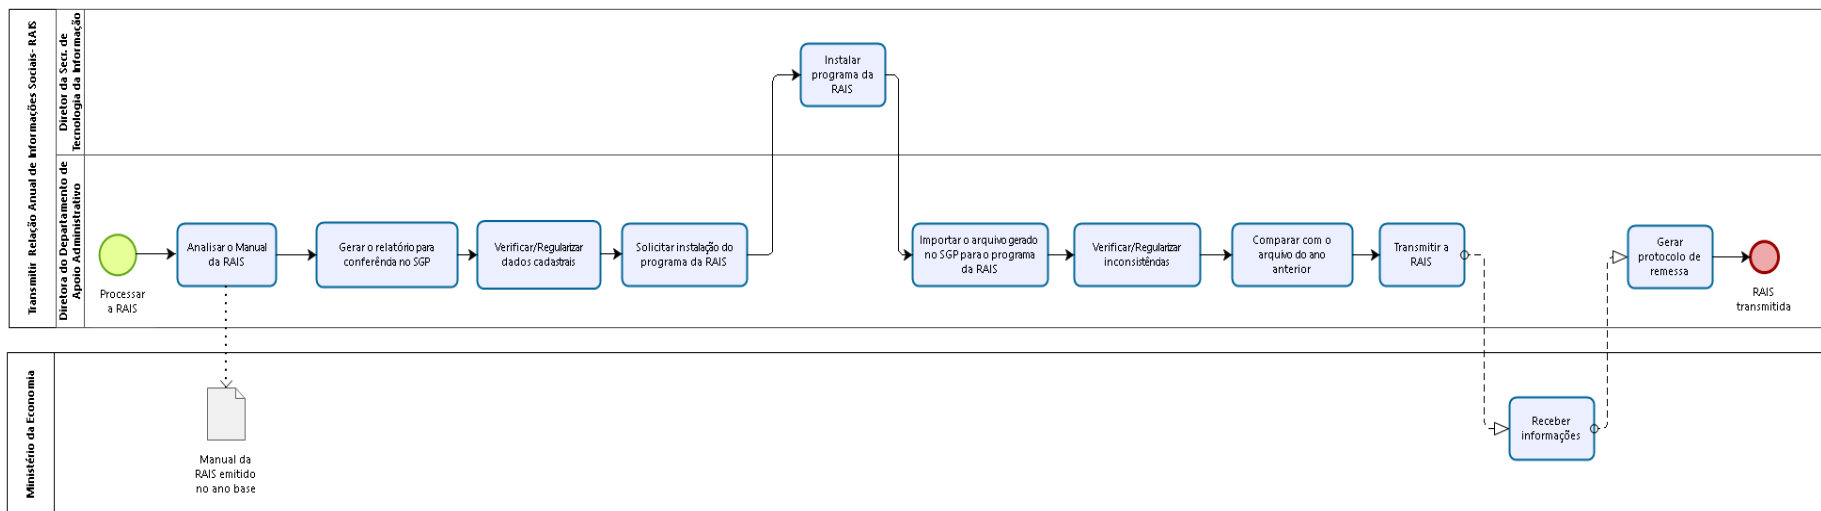 Transmitir Relação Anual de Informações Sociais- RAIS
Diretor da Secr. de
Tecnologia da Informação
Instalar
programa da
RAIS
Diretora do Departamento de
Apoio Administrativo
Processar
a RAIS
Analisar o Manual
da RAIS
Gerar o relatório para
conferência no SGP
Verificar/Regularizar
dados cadastrais
Solicitar instalação do
programa da RAIS
Importar o arquivo gerado
no SGP para o programa
da RAIS
Verificar/Regularizar
inconsistências
Comparar com o
arquivo do ano
anterior
Transmitir a
RAIS
Gerar
protocolo de
remessa
RAIS
transmitida
Ministério da Economia
Manual da
RAIS emitido
no ano base
Receber
informações